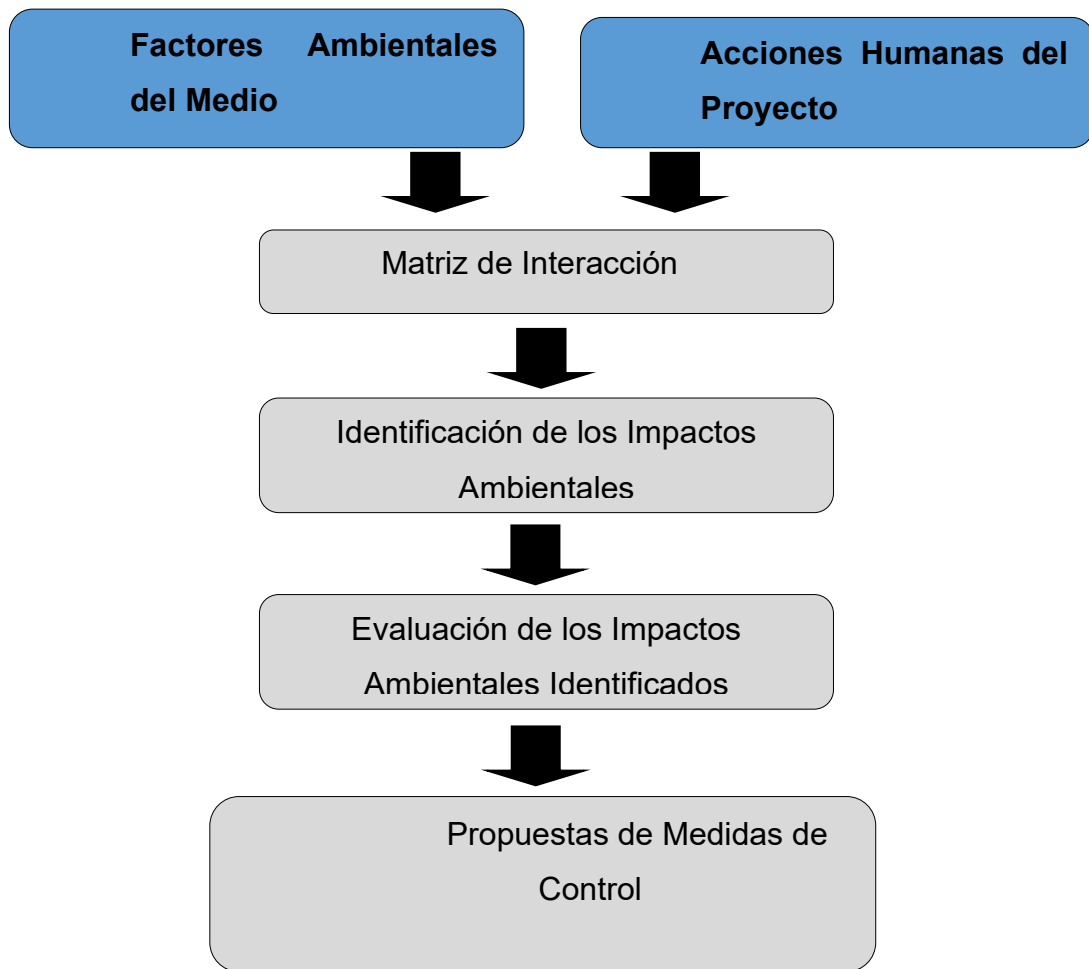 Factores Ambientales
del Medio
Acciones Humanas del
Proyecto
Matriz de Interacción
Identificación de los Impactos
Ambientales
Evaluación de los Impactos
Ambientales Identificados
Propuestas de Medidas de
Control